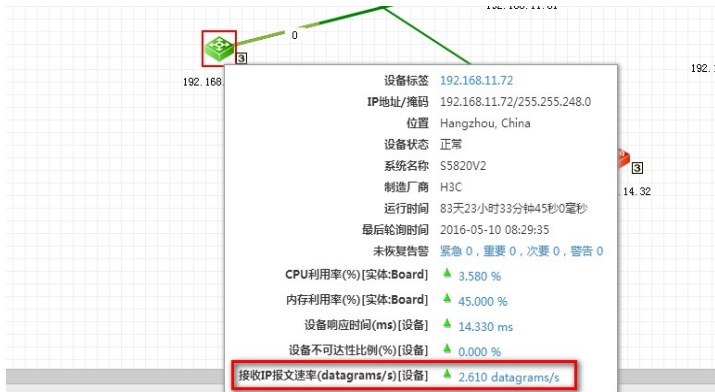 192.168.11.61
0
3
192.168
192.
设备标签 192.168.11.72
IP地址/掩码 192.168.11.72/255.255.248.0
位置 Hangzhou, China
设备状态 正常
系统名称 S5820V2
3
制造厂商 H3C
.14.32
运行时间 83天23小时33分钟45秒0毫秒
最后轮询时间 2016-05-10 08:29:35
未恢复告警 紧急 0，重要 0，次要 0，警告 0
CPU利用率(%)[实体:Board] 3.580 %
内存利用率(%)[实体:Board] 45.000 %
设备响应时间(ms)[设备] 14.330 ms
设备不可达性比例(%)[设备] 0.000 %
接收IP报文速率(datagrams/s)[设备] 2.610 datagrams/s